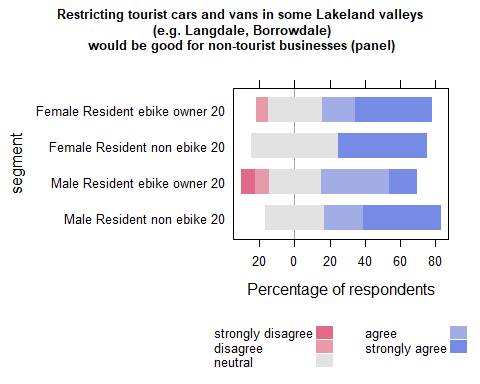 Restricting tourist cars and vans in some Lakeland valleys
(e.g. Langdale, Borrowdale)
would be good for non-tourist businesses (panel)
segment
Female Resident ebike owner 20
Female Resident non ebike 20
Male Resident ebike owner 20
Male Resident non ebike 20
20 0 20 40 60 80
Percentage of respondents
strongly disagree agree
disagree strongly agree
neutral